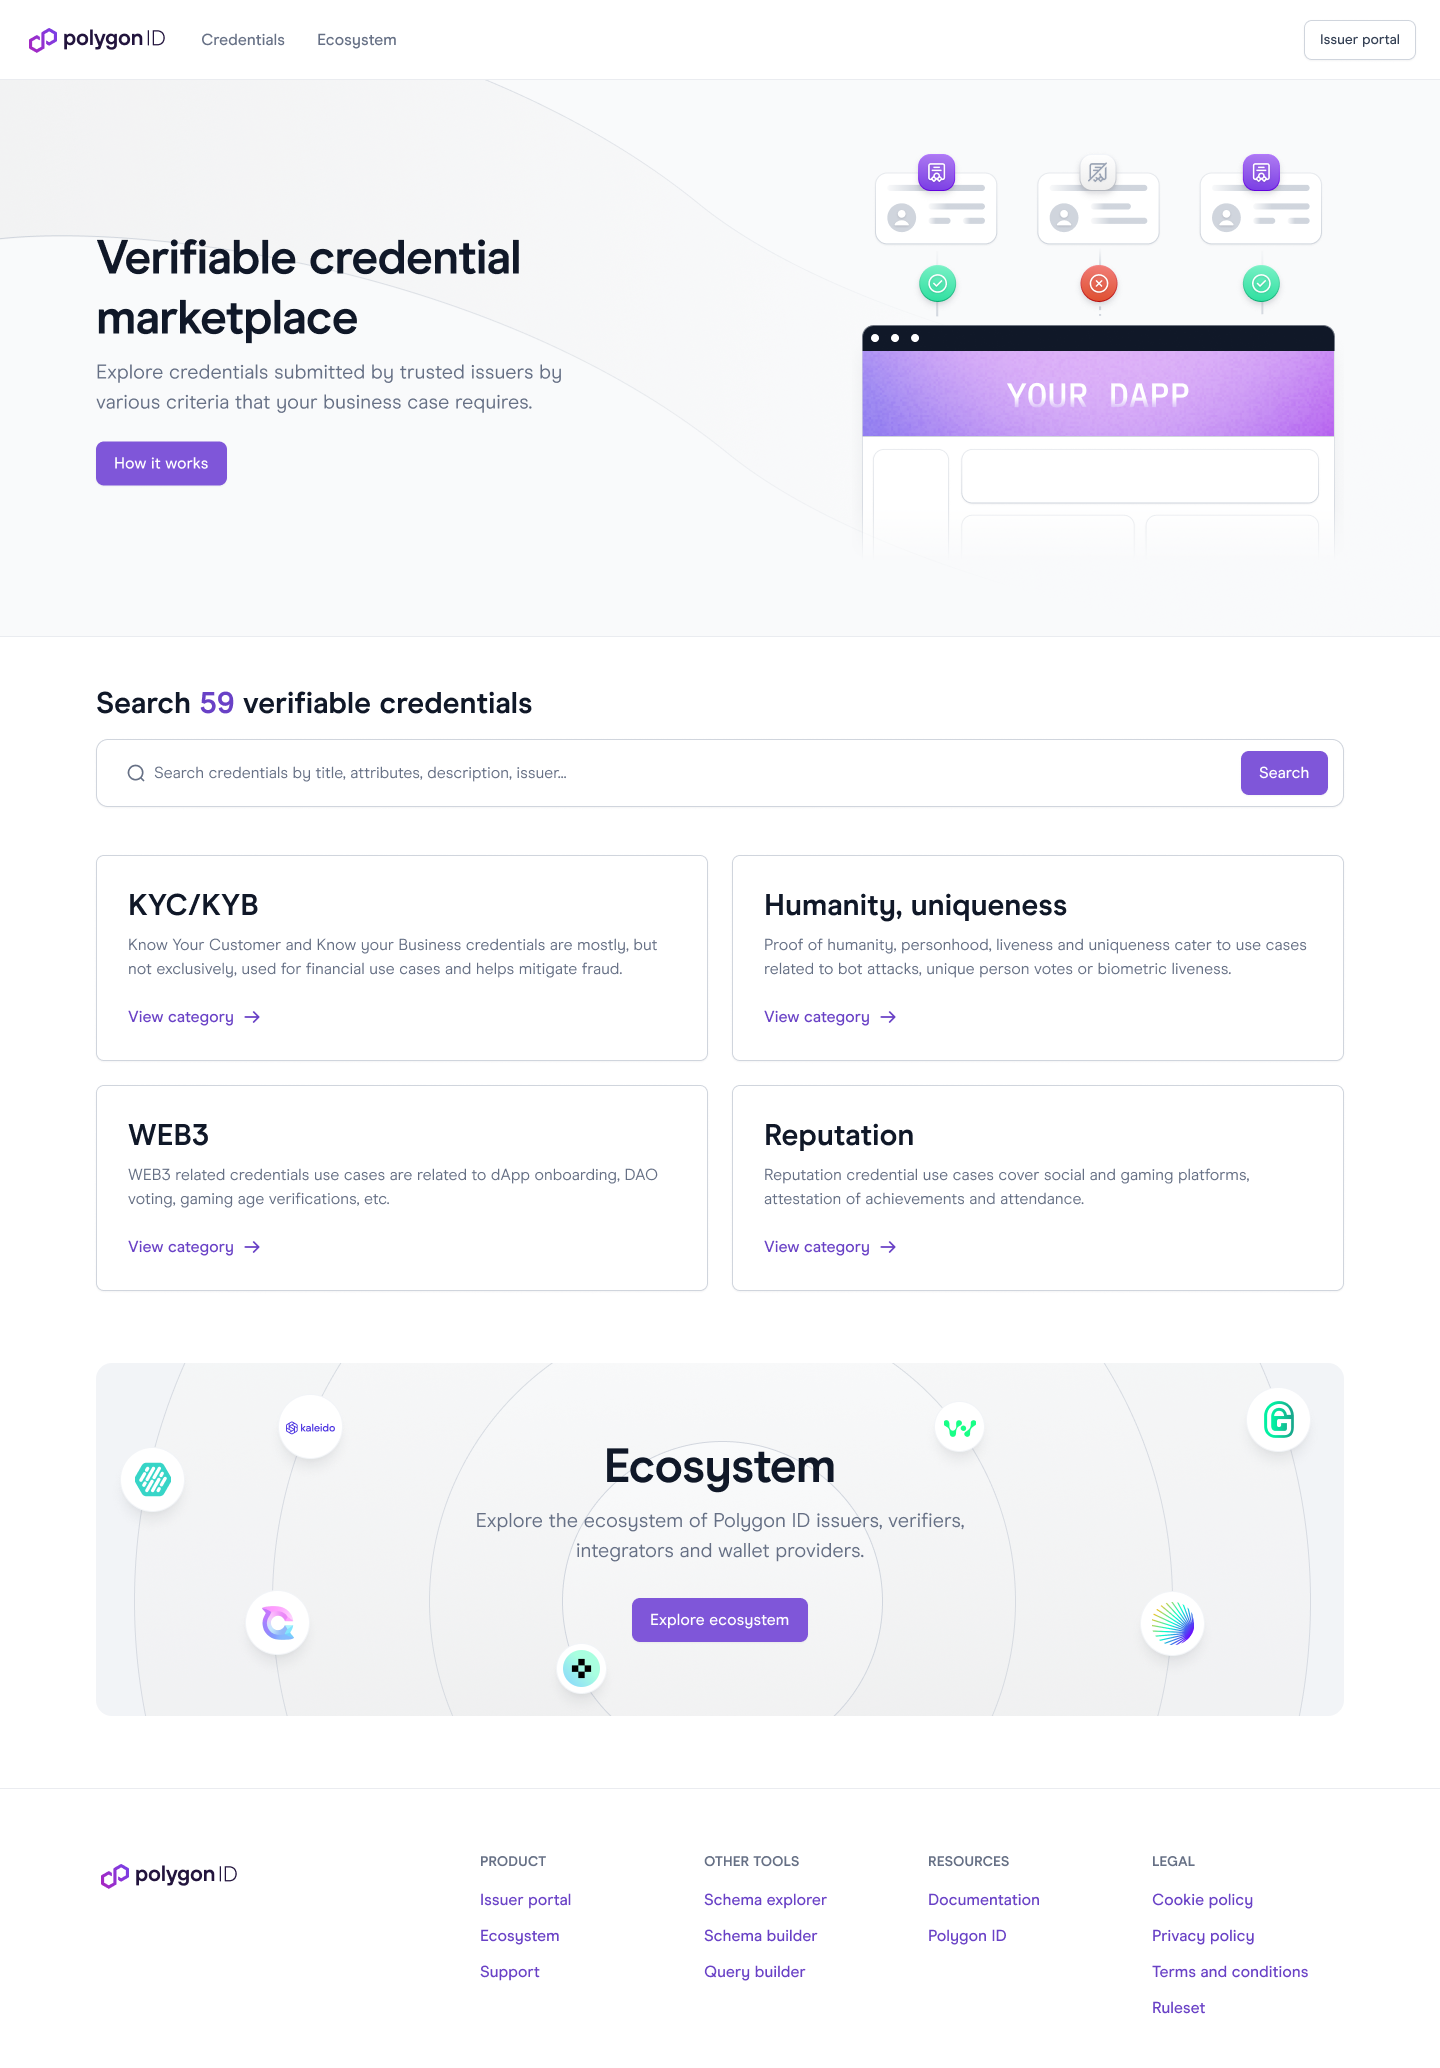 polygon ID
Credentials
Ecosystem
Issuer portal
Verifiable credential
marketplace
Explore credentials submitted by trusted issuers by
various criteria that your business case requires.
How it works
YOUR DAPP
Search 59 verifiable credentials
Search credentials by title, attributes, description, issuer...
Search
KYC/KYB
Know Your Customer and Know your Business credentials are mostly, but
not exclusively, used for financial use cases and helps mitigate fraud.
View category
Humanity, uniqueness
Proof of humanity, personhood, liveness and uniqueness cater to use cases
related to bot attacks, unique person votes or biometric liveness.
View category
WEB3
WEB3 related credentials use cases are related to dApp onboarding, DAO
voting, gaming age verifications, etc.
View category
Reputation
Reputation credential use cases cover social and gaming platforms,
attestation of achievements and attendance.
View category
kaleido
Ecosystem
Explore the ecosystem of Polygon ID issuers, verifiers,
integrators and wallet providers.
Explore ecosystem
polygon ID
PRODUCT
Issuer portal
Ecosystem
Support
OTHER TOOLS
Schema explorer
Schema builder
Query builder
RESOURCES
Documentation
Polygon ID
LEGAL
Cookie policy
Privacy policy
Terms and conditions
Ruleset